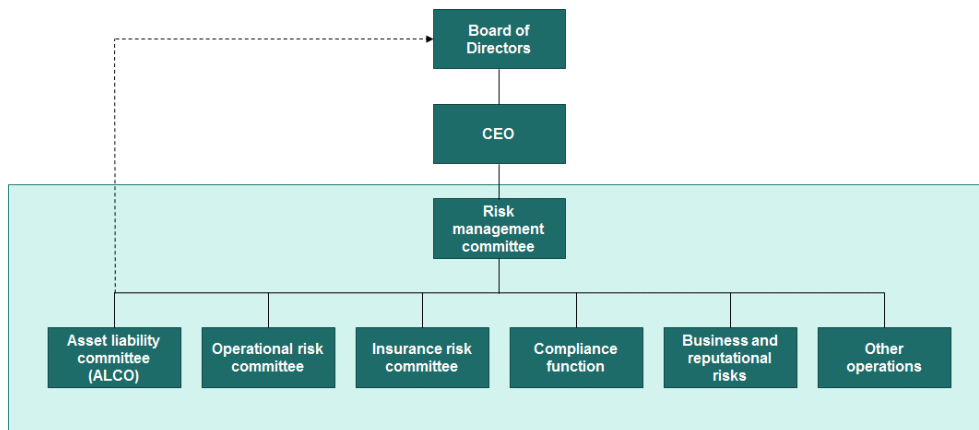 Board of
Directors
CEO
Risk
management
committee
Asset liability
committee
(ALCO)
Operational risk
committee
Insurance risk
committee
Compliance
function
Business and
reputational
risks
Other
operations